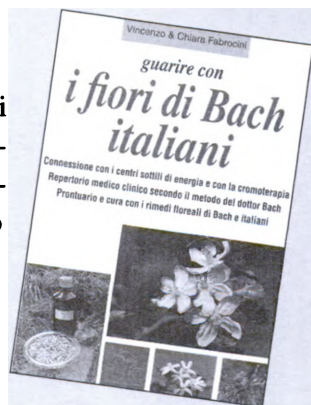 Vincenzo & Chiara Fabrocini
guarire con
i fiori di Bach
italiani
Connessione con i centri sottili di energia e con la cromoterapia
Repertorio medico clinico secondo il metodo del dottor Bach
Prontuario e cura con i rimedi floreali di Bach e italiani
i
-
-